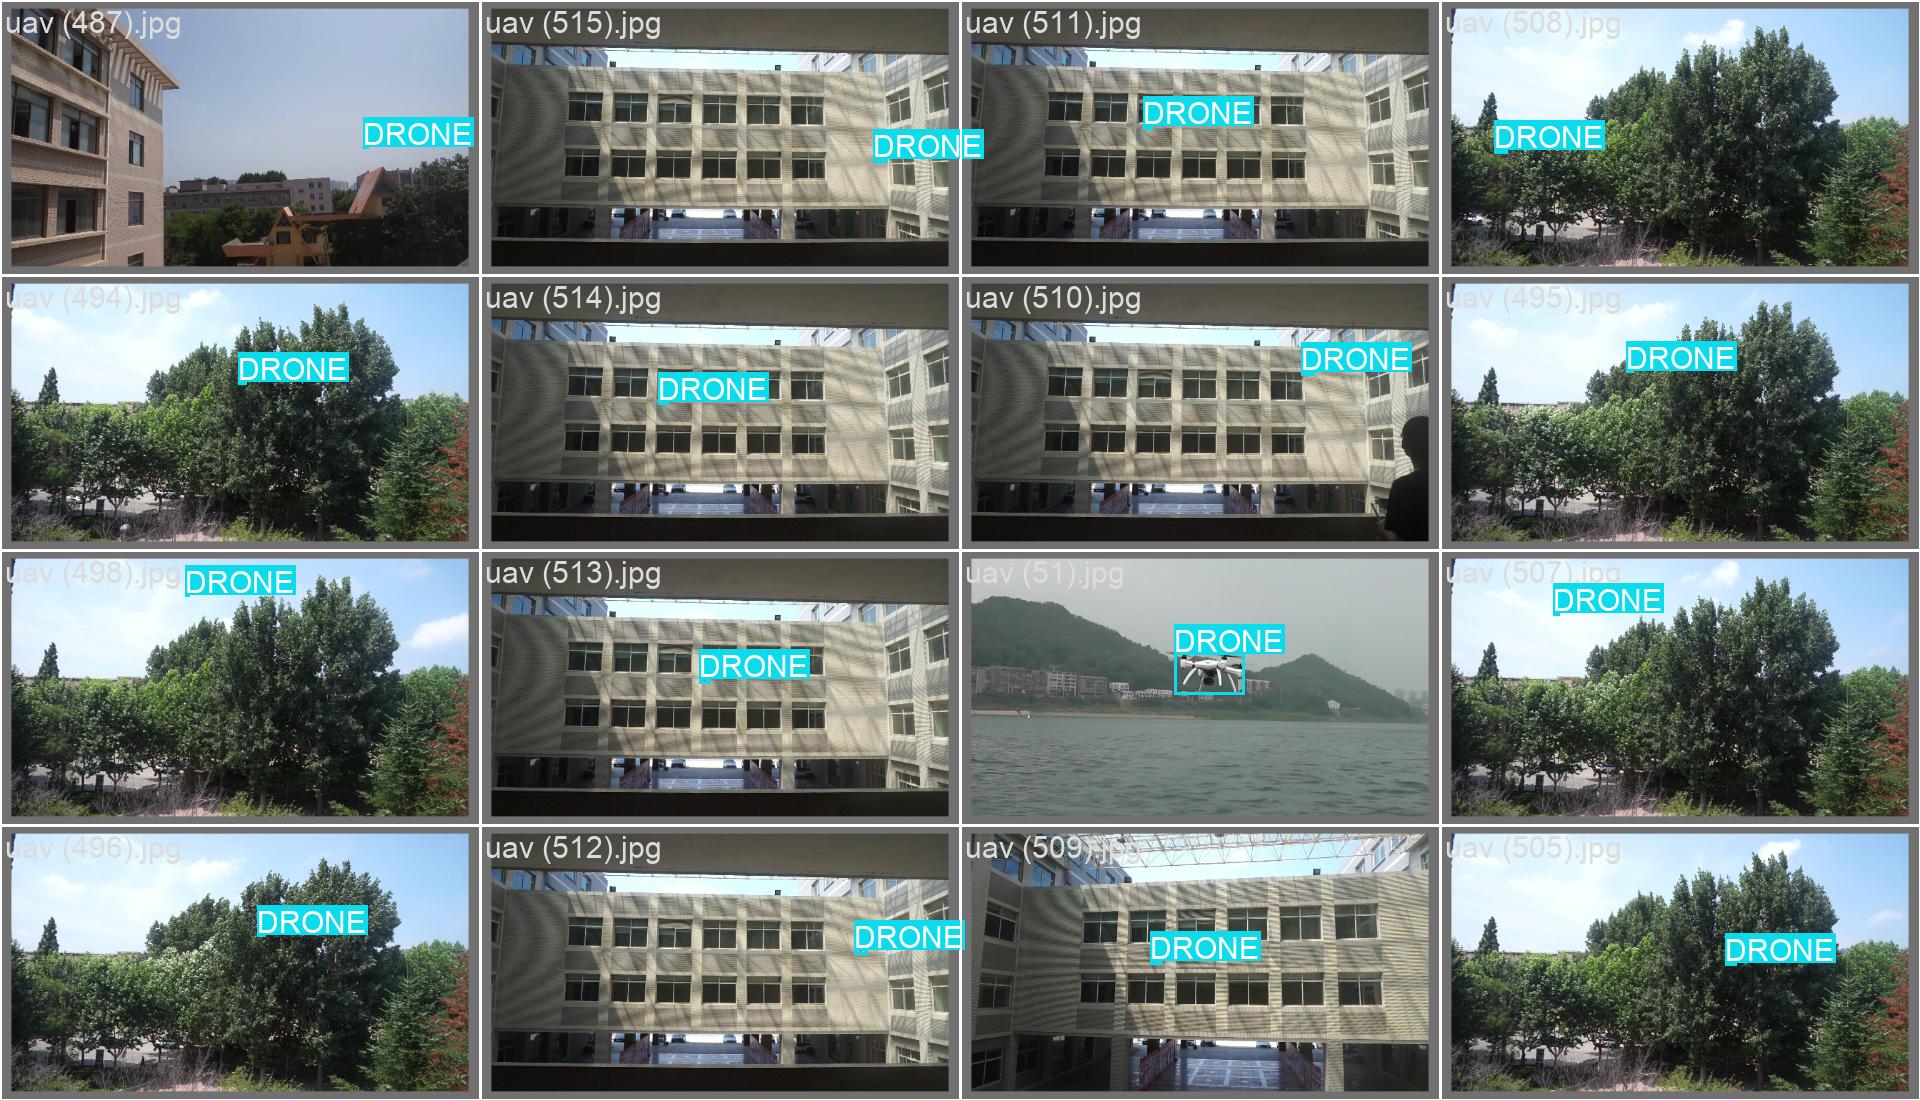 uav (487).jpg
DRONE
uav (515).jpg
DRONE
uav (511).jpg
DRONE
uav (508).jpg
DRONE
uav (494).jpg
DRONE
uav (514).jpg
DRONE
uav (510).jpg
DRONE
uav (495).jpg
DRONE
uav (498).jpg
DRONE
uav (513).jpg
DRONE
uav (51).jpg
DRONE
uav (507).jpg
DRONE
uav (496).jpg
DRONE
uav (512).jpg
DRONE
uav (509).jpg
DRONE
uav (505).jpg
DRONE